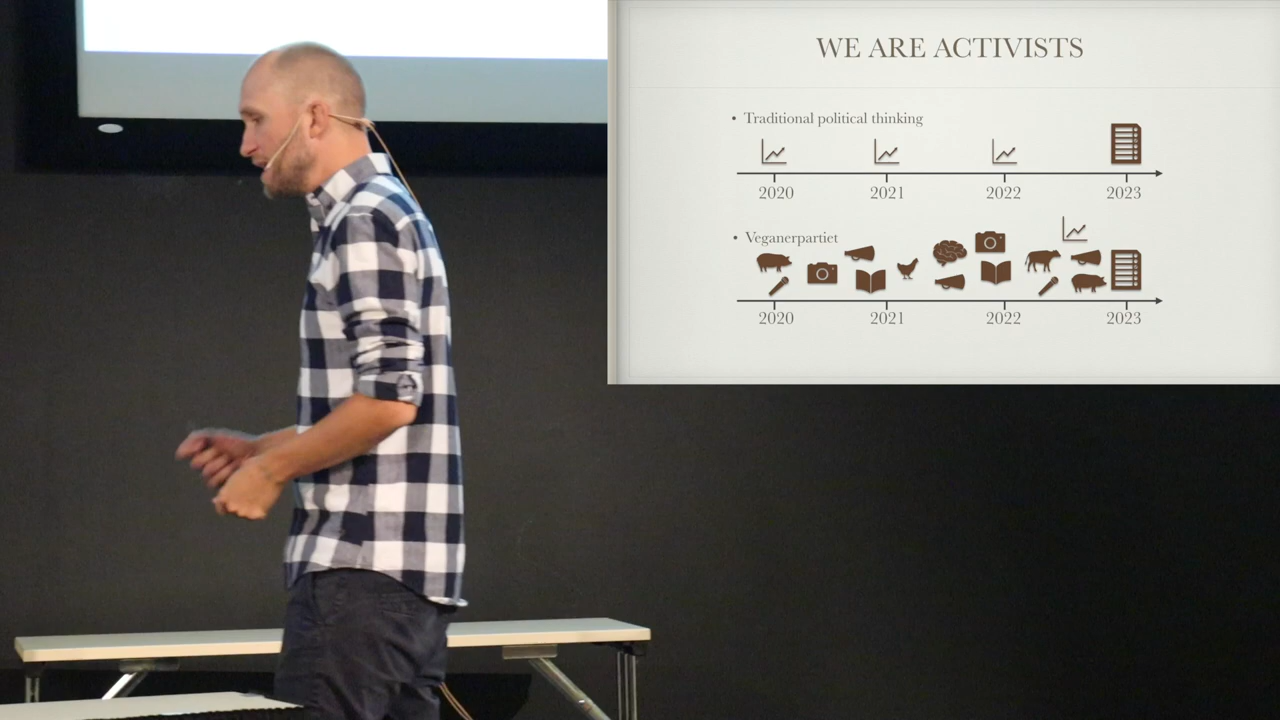 WE ARE ACTIVISTS
• Traditional political thinking
2020 2021 2022 2023
• Veganerpartiet
2020 2021 2022 2023